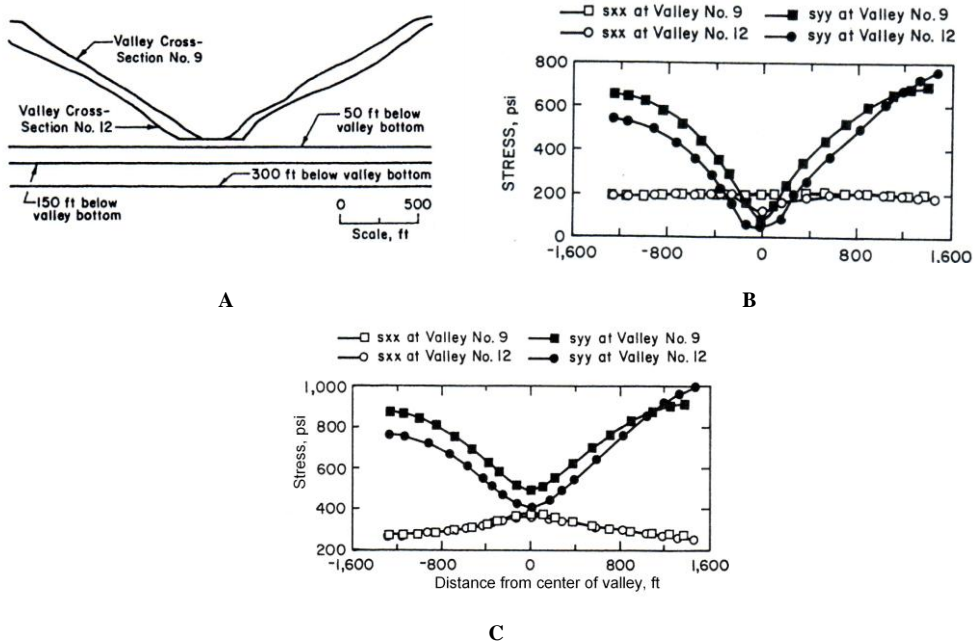 Valley Cross-
Section No. 9
Valley Cross-
Section No. 12
50 ft below
valley bottom
300 ft below valley bottom
150 ft below
valley bottom
0 500
Scale, ft
A
sxx at Valley No. 9 syy at Valley No. 9
sxx at Valley No. 12 syy at Valley No. 12
800
600
400
200
0
STRESS, psi
-1,600 -800 0 800 1,600
B
sxx at Valley No. 9 syy at Valley No. 9
sxx at Valley No. 12 syy at Valley No. 12
1,000
800
600
400
200
Stress, psi
-1,600 -800 0 800 1,600
Distance from center of valley, ft
C